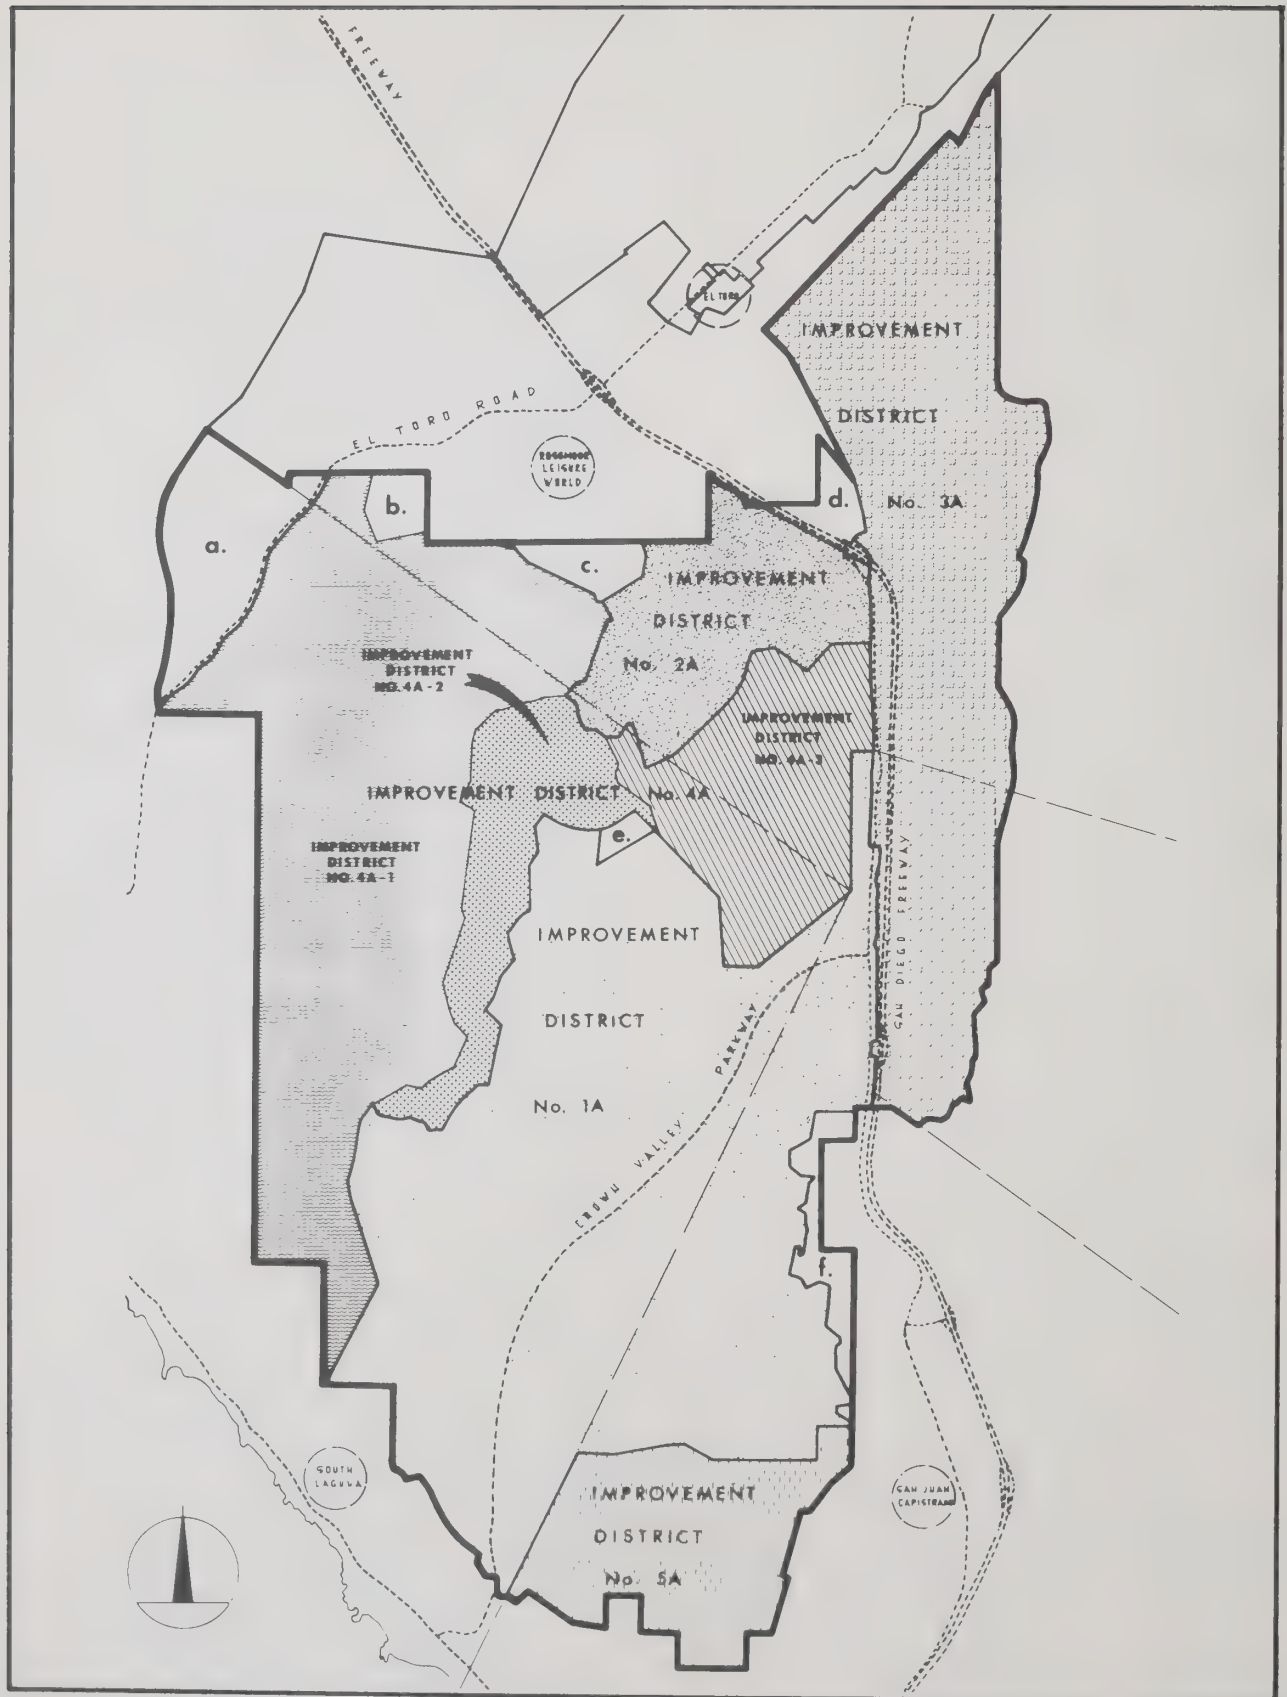 FREEWAY
EL TORO
IMPROVEMENT
DISTRICT
No. 3A
EL TORO ROAD
ROSSMOOR
LEISURE
WORLD
a.
b.
c.
d.
IMPROVEMENT
DISTRICT
No. 2A
IMPROVEMENT
DISTRICT
NO. 4A-2
IMPROVEMENT
DISTRICT
NO. 4A-3
IMPROVEMENT DISTRICT No. 4A
e.
IMPROVEMENT
DISTRICT
NO. 4A-1
SAN DIEGO FREEWAY
IMPROVEMENT
DISTRICT
No. 1A
CROWN VALLEY PARKWAY
f.
SOUTH
LAGUNA
IMPROVEMENT
DISTRICT
No. 5A
SAN JUAN
CAPISTRANO